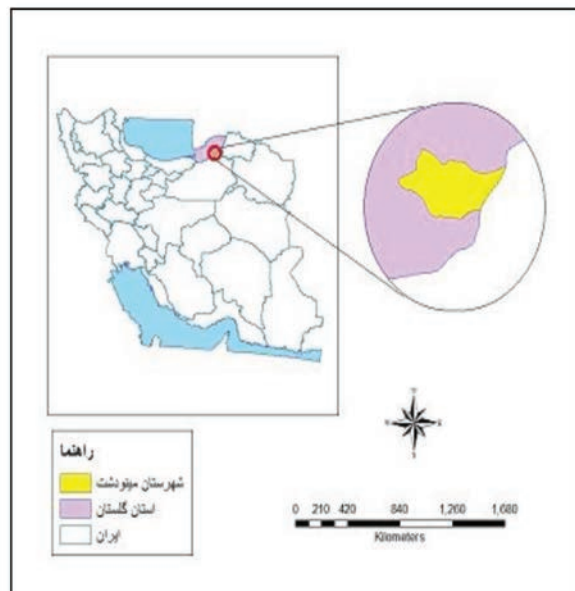 راهنما
شهرستان مینودشت
استان گلستان
ایران
0 210 420 840 1,260 1,680
Kilometers